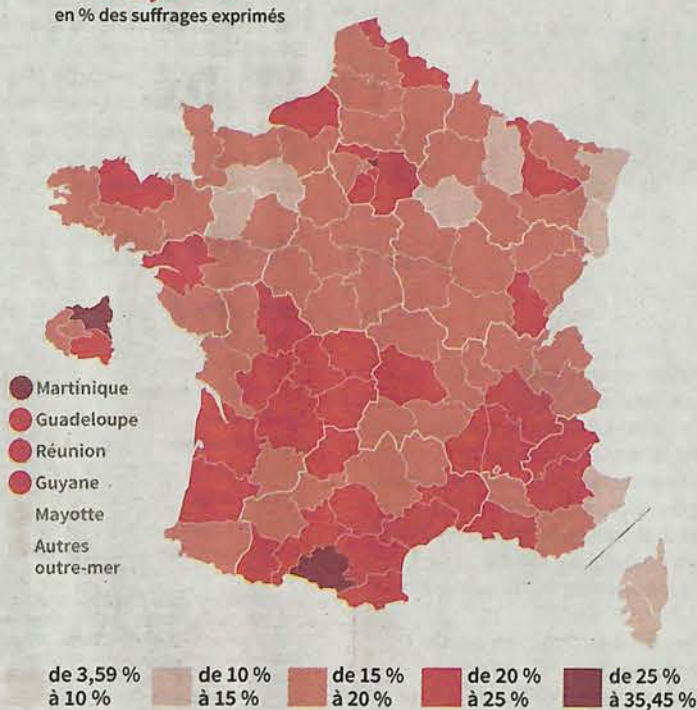 en % des suffrages exprimés
Martinique
Guadeloupe
Réunion
Guyane
Mayotte
Autres
outre-mer
de 3,59 %
à 10 %
de 10 %
à 15 %
de 15 %
à 20 %
de 20 %
à 25 %
de 25 %
à 35,45 %